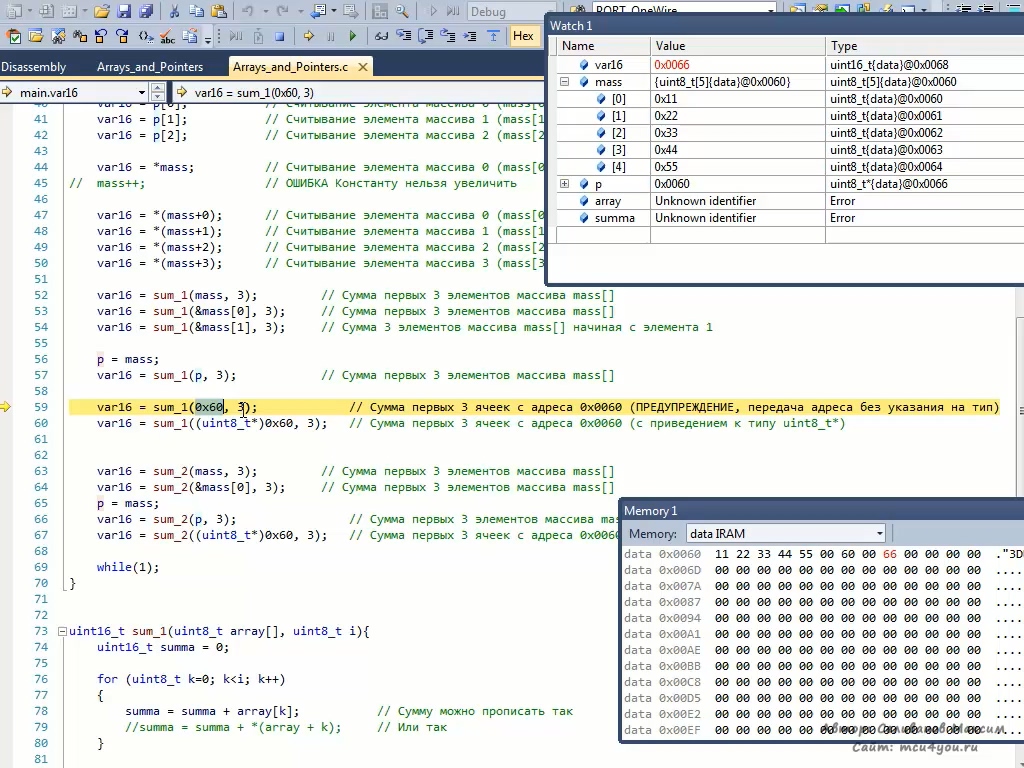 Debug
PORT_OneWire
Hex
Disassembly Arrays_and_Pointers Arrays_and_Pointers.c
main.var16 var16 = sum_1(0x60, 3)
40 var16 = p[0]; // Считывание элемента массива 0 (mass[0
41 var16 = p[1]; // Считывание элемента массива 1 (mass[1
42 var16 = p[2]; // Считывание элемента массива 2 (mass[2
43
44 var16 = *mass; // Считывание элемента массива 0 (mass[0
45 // mass++; // ОШИБКА Константу нельзя увеличить
46
47 var16 = *(mass+0); // Считывание элемента массива 0 (mass[0
48 var16 = *(mass+1); // Считывание элемента массива 1 (mass[1
49 var16 = *(mass+2); // Считывание элемента массива 2 (mass[2
50 var16 = *(mass+3); // Считывание элемента массива 3 (mass[3
51
52 var16 = sum_1(mass, 3); // Сумма первых 3 элементов массива mass[]
53 var16 = sum_1(&mass[0], 3); // Сумма первых 3 элементов массива mass[]
54 var16 = sum_1(&mass[1], 3); // Сумма 3 элементов массива mass[] начиная с элемента 1
55
56 p = mass;
57 var16 = sum_1(p, 3); // Сумма первых 3 элементов массива mass[]
58
59 var16 = sum_1(0x60, 3); // Сумма первых 3 ячеек с адреса 0x0060 (ПРЕДУПРЕЖДЕНИЕ, передача адреса без указания на тип)
60 var16 = sum_1((uint8_t*)0x60, 3); // Сумма первых 3 ячеек с адреса 0x0060 (с приведением к типу uint8_t*)
61
62
63 var16 = sum_2(mass, 3); // Сумма первых 3 элементов массива mass[]
64 var16 = sum_2(&mass[0], 3); // Сумма первых 3 элементов массива mass[]
65 p = mass;
66 var16 = sum_2(p, 3); // Сумма первых 3 элементов массива mas
67 var16 = sum_2((uint8_t*)0x60, 3); // Сумма первых 3 ячеек с адреса 0x006
68
69 while(1);
70 }
71
72
73 uint16_t sum_1(uint8_t array[], uint8_t i){
74 uint16_t summa = 0;
75
76 for (uint8_t k=0; k<i; k++)
77 {
78 summa = summa + array[k]; // Сумму можно прописать так
79 //summa = summa + *(array + k); // Или так
80 }
81
Watch 1
Name Value Type
var16 0x0066 uint16_t{data}@0x0068
mass {uint8_t[5]{data}@0x0060} uint8_t[5]{data}@0x0060
[0] 0x11 uint8_t{data}@0x0060
[1] 0x22 uint8_t{data}@0x0061
[2] 0x33 uint8_t{data}@0x0062
[3] 0x44 uint8_t{data}@0x0063
[4] 0x55 uint8_t{data}@0x0064
p 0x0060 uint8_t*{data}@0x0066
array Unknown identifier Error
summa Unknown identifier Error
Memory 1
Memory: data IRAM
data 0x0060 11 22 33 44 55 00 60 00 66 00 00 00 00 ."3D
data 0x006D 00 00 00 00 00 00 00 00 00 00 00 00 00 ....
data 0x007A 00 00 00 00 00 00 00 00 00 00 00 00 00 ....
data 0x0087 00 00 00 00 00 00 00 00 00 00 00 00 00 ....
data 0x0094 00 00 00 00 00 00 00 00 00 00 00 00 00 ....
data 0x00A1 00 00 00 00 00 00 00 00 00 00 00 00 00 ....
data 0x00AE 00 00 00 00 00 00 00 00 00 00 00 00 00 ....
data 0x00BB 00 00 00 00 00 00 00 00 00 00 00 00 00 ....
data 0x00C8 00 00 00 00 00 00 00 00 00 00 00 00 00 ....
data 0x00D5 00 00 00 00 00 00 00 00 00 00 00 00 00 ....
data 0x00E2 00 00 00 00 00 00 00 00 00 00 00 00 00 ....
data 0x00EF 00 00 00 00 00 00 00 00 00 00 00 00 00 ....
Сайт: mcu4you.ru